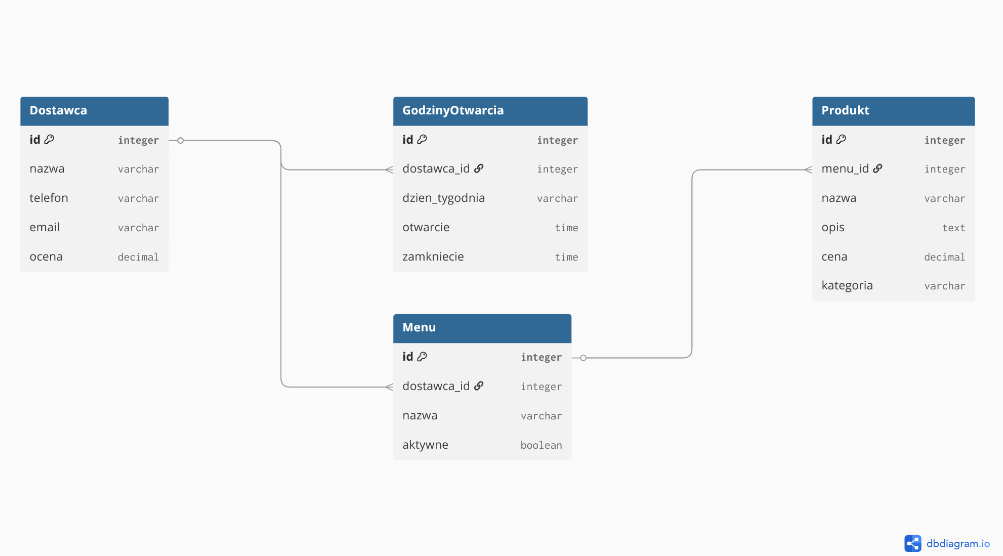 Dostawca
id integer
nazwa varchar
telefon varchar
email varchar
ocena decimal
GodzinyOtwarcia
id integer
dostawca_id integer
dzien_tygodnia varchar
otwarcie time
zamkniecie time
Menu
id integer
dostawca_id integer
nazwa varchar
aktywne boolean
Produkt
id integer
menu_id integer
nazwa varchar
opis text
cena decimal
kategoria varchar
dbdiagram.io